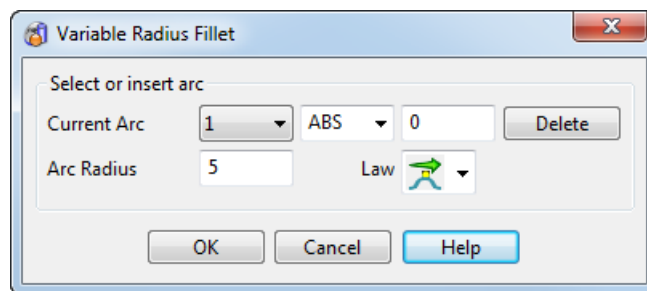 Variable Radius Fillet
Select or insert arc
Current Arc 1 ABS 0 Delete
Arc Radius 5 Law
OK Cancel Help